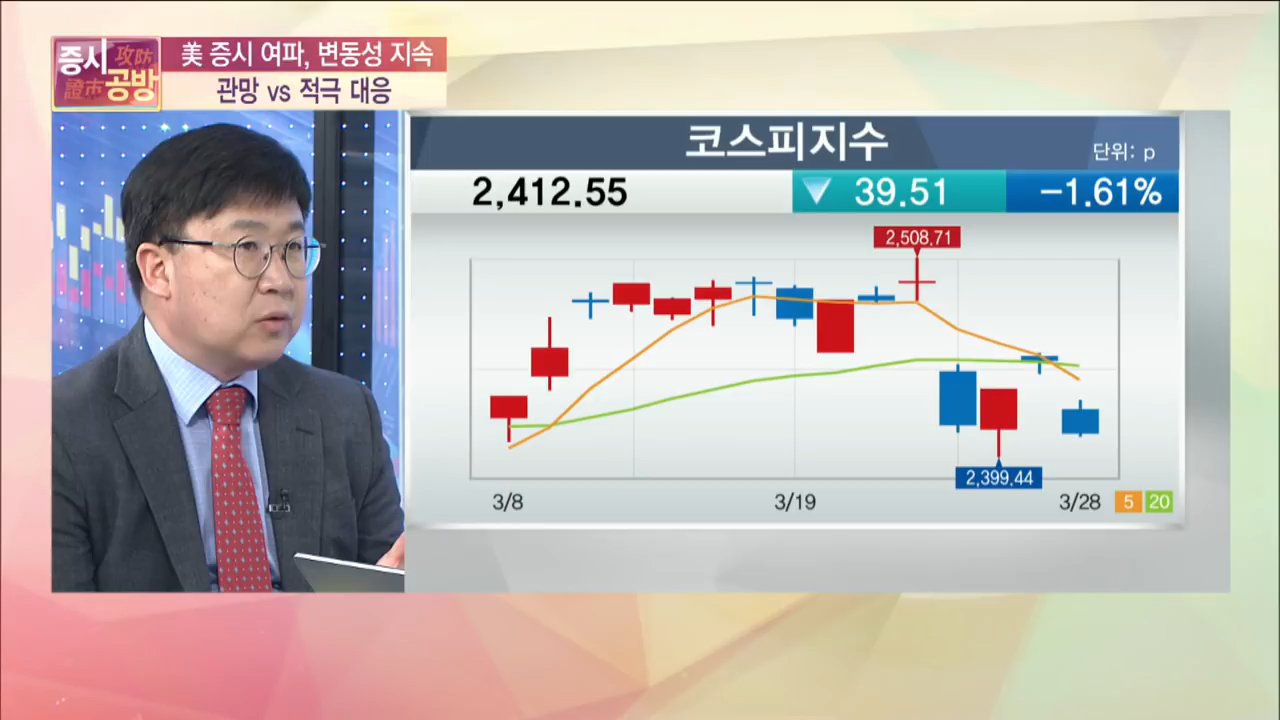 증시 攻防
證市 공방
美 증시 여파, 변동성 지속
관망 vs 적극 대응
코스피지수
단위: p
2,412.55 ▼ 39.51 -1.61%
2,508.71
2,399.44
3/8 3/19 3/28 5 20